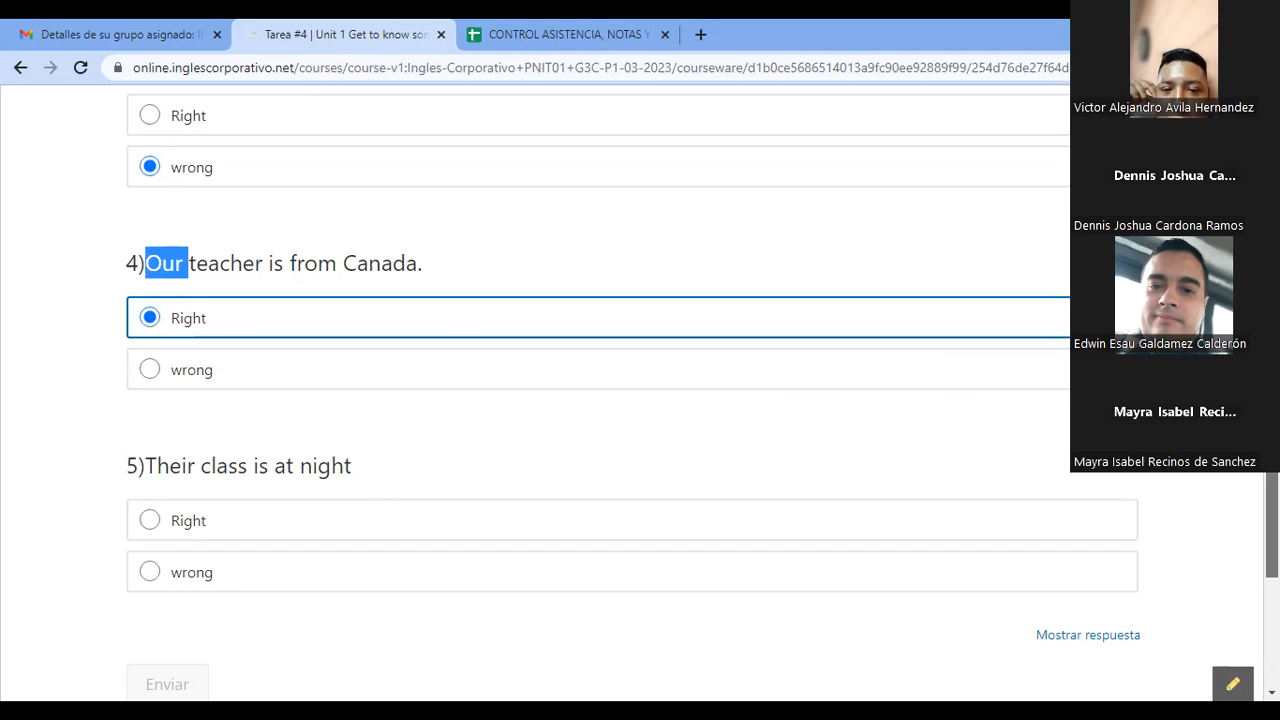 Detalles de su grupo asignado: I
Tarea #4 | Unit 1 Get to know som
CONTROL ASISTENCIA, NOTAS Y
online.inglescorporativo.net/courses/course-v1:Ingles-Corporativo+PNIT01+G3C-P1-03-2023/courseware/d1b0ce5686514013a9fc90ee92889f99/254d76de27f64d
Right
wrong
4)Our teacher is from Canada.
Right
wrong
5)Their class is at night
Right
wrong
Mostrar respuesta
Enviar
Victor Alejandro Avila Hernandez
Dennis Joshua Ca...
Dennis Joshua Cardona Ramos
Edwin Esau Galdamez Calderón
Mayra Isabel Reci...
Mayra Isabel Recinos de Sanchez